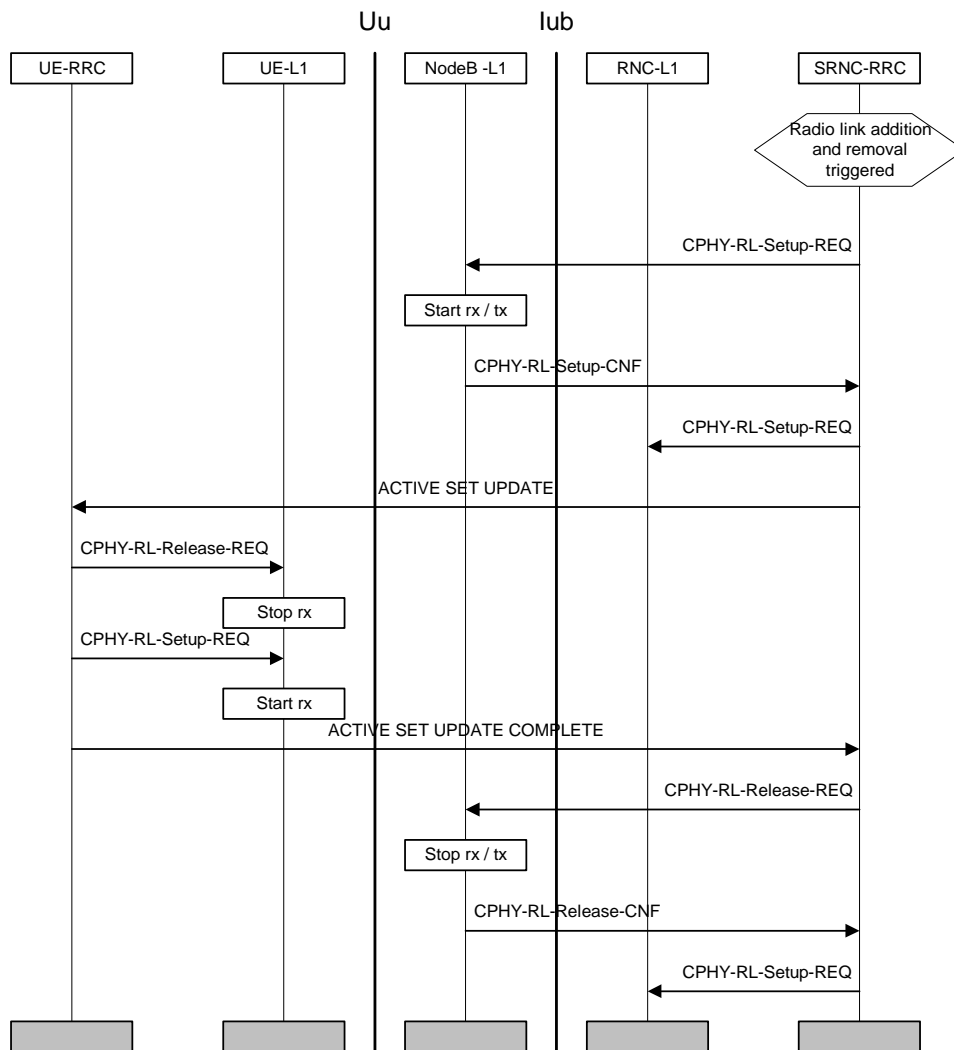 Uu
Iub
UE-RRC
UE-L1
NodeB -L1
RNC-L1
SRNC-RRC
Radio link addition
and removal
triggered
CPHY-RL-Setup-REQ
Start rx / tx
CPHY-RL-Setup-CNF
CPHY-RL-Setup-REQ
ACTIVE SET UPDATE
CPHY-RL-Release-REQ
Stop rx
CPHY-RL-Setup-REQ
Start rx
ACTIVE SET UPDATE COMPLETE
CPHY-RL-Release-REQ
Stop rx / tx
CPHY-RL-Release-CNF
CPHY-RL-Setup-REQ